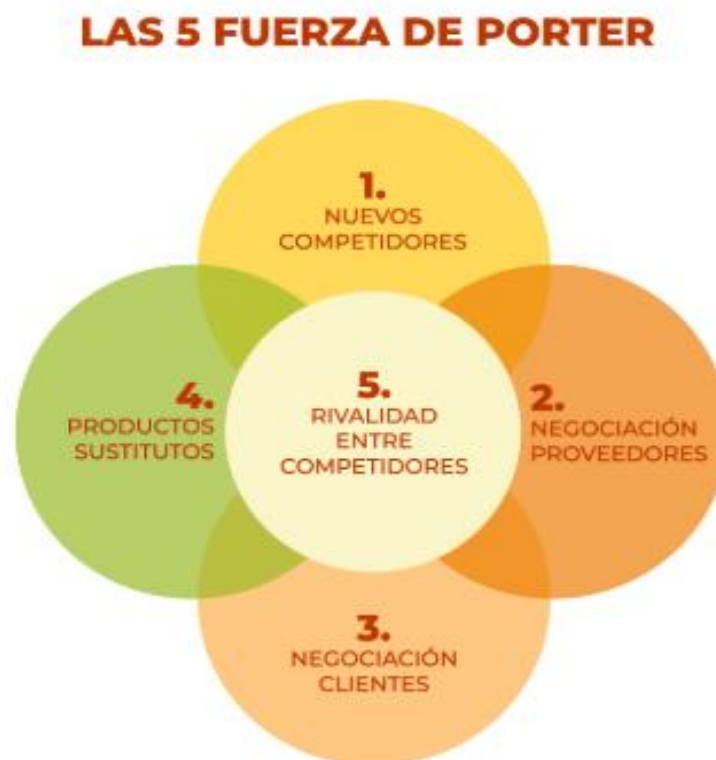 LAS 5 FUERZA DE PORTER
1.
NUEVOS
COMPETIDORES
4.
PRODUCTOS
SUSTITUTOS
5.
RIVALIDAD
ENTRE
COMPETIDORES
2.
NEGOCIACIÓN
PROVEEDORES
3.
NEGOCIACIÓN
CLIENTES